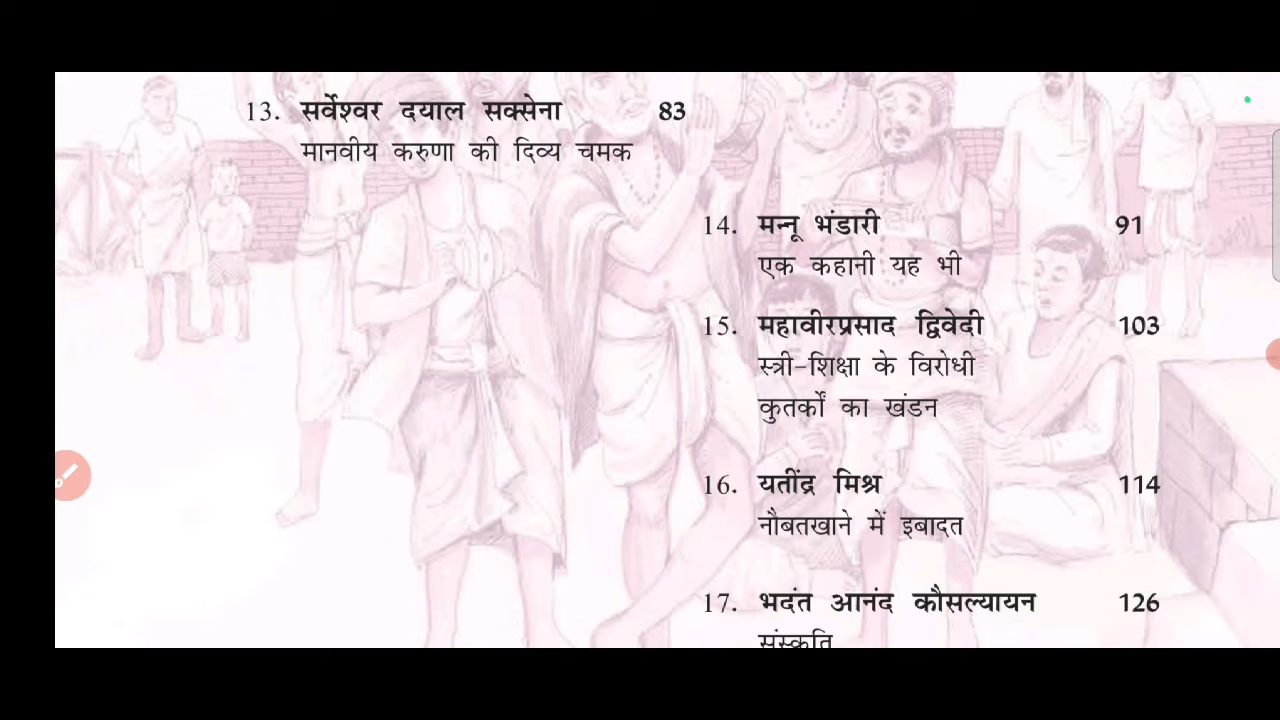 13. सर्वेश्वर दयाल सक्सेना 83
मानवीय करुणा की दिव्य चमक
14. मन्नू भंडारी 91
एक कहानी यह भी
15. महावीरप्रसाद द्विवेदी 103
स्त्री-शिक्षा के विरोधी
कुतर्कों का खंडन
16. यतींद्र मिश्र 114
नौबतखाने में इबादत
17. भदंत आनंद कौसल्यायन 126
संस्कृति